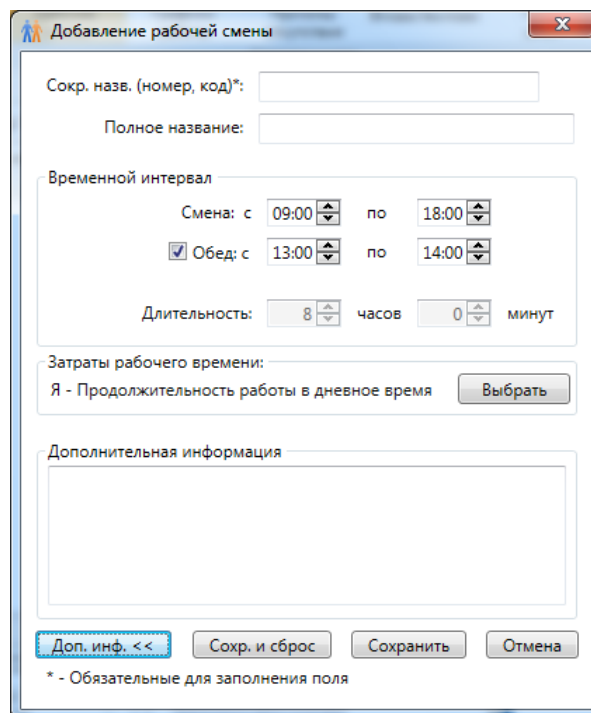 Добавление рабочей смены
Сокр. назв. (номер, код)*:
Полное название:
Временной интервал
Смена: с 09:00 по 18:00
Обед: с 13:00 по 14:00
Длительность: 8 часов 0 минут
Затраты рабочего времени:
Я - Продолжительность работы в дневное время Выбрать
Дополнительная информация
Доп. инф. << Сохр. и сброс Сохранить Отмена
* - Обязательные для заполнения поля